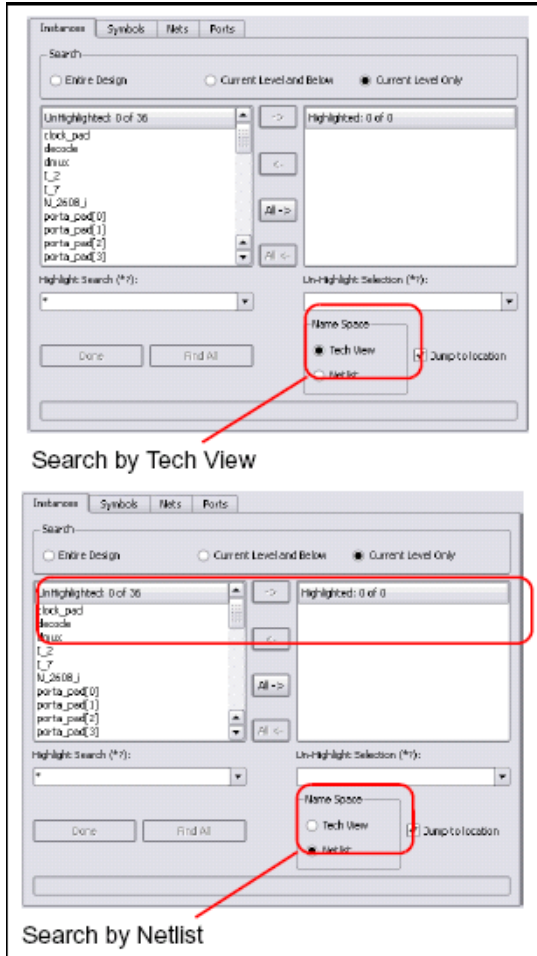 Instances Symbols Nets Ports
Search
Entire Design Current Level and Below Current Level Only
UnHighlighted: 0 of 36 -> Highlighted: 0 of 0
clock_pad
decode
dmux <-
I_2
I_7
N_2608_i All ->
porta_pad[0]
porta_pad[1]
porta_pad[2]
porta_pad[3] All <-
Highlight Search (*?): Un-Highlight Selection (*?):
*
Name Space
Done Find All Tech View Jump to location
Netlist
Search by Tech View
Instances Symbols Nets Ports
Search
Entire Design Current Level and Below Current Level Only
UnHighlighted: 0 of 36 -> Highlighted: 0 of 0
clock_pad
decode
dmux <-
I_2
I_7
N_2608_i All ->
porta_pad[0]
porta_pad[1]
porta_pad[2]
porta_pad[3] All <-
Highlight Search (*?): Un-Highlight Selection (*?):
*
Name Space
Done Find All Tech View Jump to location
Netlist
Search by Netlist